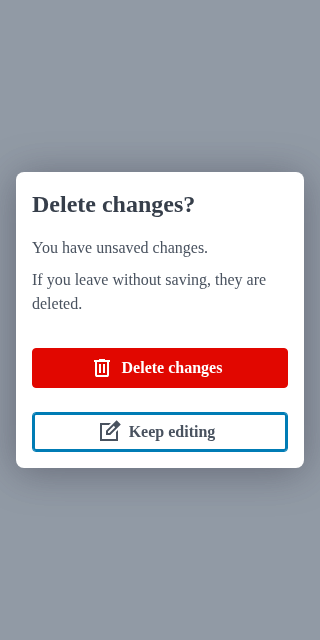 Delete changes?
You have unsaved changes.
If you leave without saving, they are
deleted.
Delete changes
Keep editing